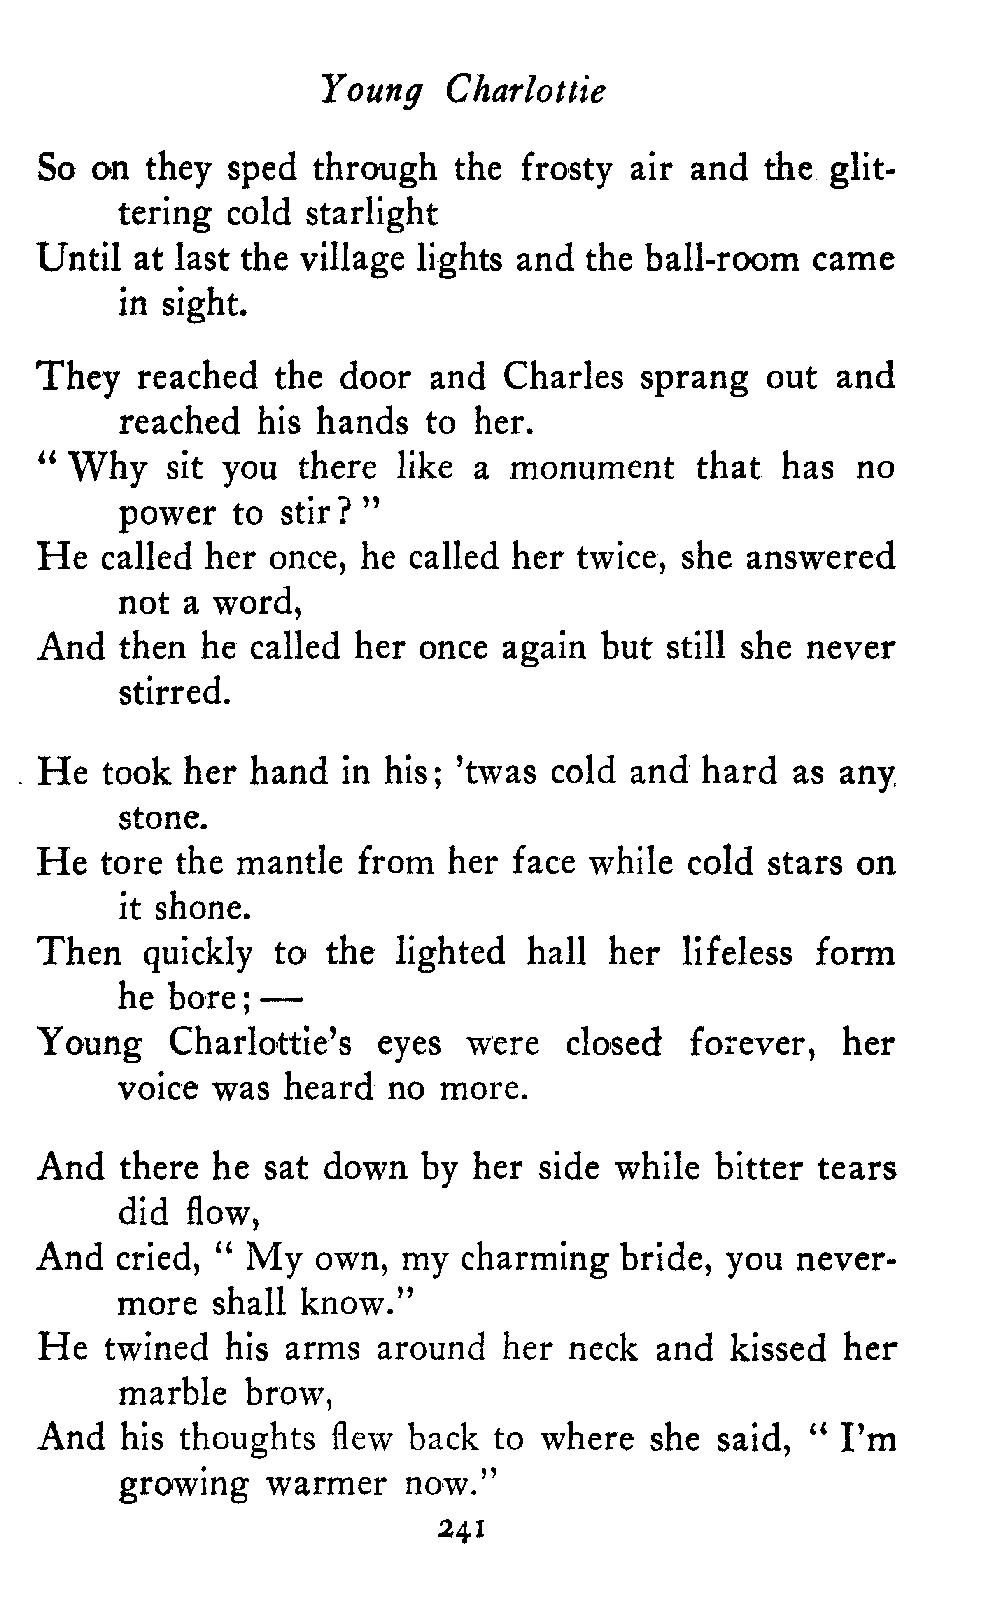 Young Charlottie
So on they sped through the frosty air and the glit-
tering cold starlight
Until at last the village lights and the ball-room came
in sight.
They reached the door and Charles sprang out and
reached his hands to her.
“ Why sit you there like a monument that has no
power to stir? ”
He called her once, he called her twice, she answered
not a word,
And then he called her once again but still she never
stirred.
He took her hand in his; ’twas cold and hard as any
stone.
He tore the mantle from her face while cold stars on
it shone.
Then quickly to the lighted hall her lifeless form
he bore; —
Young Charlottie’s eyes were closed forever, her
voice was heard no more.
And there he sat down by her side while bitter tears
did flow,
And cried, “ My own, my charming bride, you never-
more shall know.”
He twined his arms around her neck and kissed her
marble brow,
And his thoughts flew back to where she said, “ I’m
growing warmer now.”
241